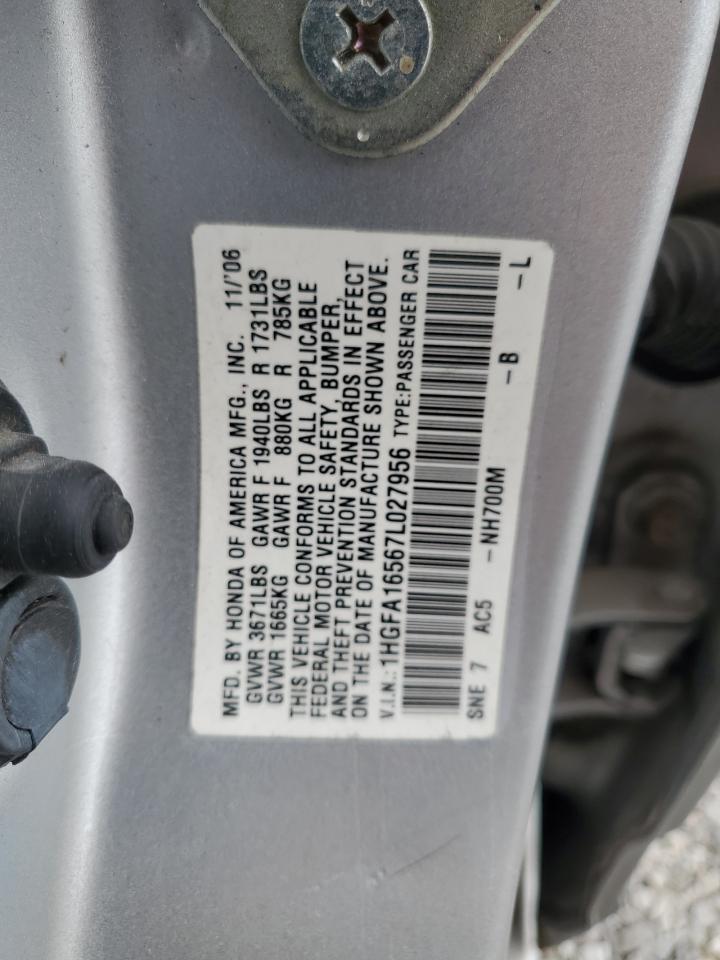 MFD. BY HONDA OF AMERICA MFG., INC. 11/'06
GVWR 3671LBS GAWR F 1940LBS R 1731LBS
GVWR 1665KG GAWR F 880KG R 785KG
THIS VEHICLE CONFORMS TO ALL APPLICABLE
FEDERAL MOTOR VEHICLE SAFETY, BUMPER,
AND THEFT PREVENTION STANDARDS IN EFFECT
ON THE DATE OF MANUFACTURE SHOWN ABOVE.
V.I.N.: 1HGFA16567L027956 TYPE:PASSENGER CAR
SNE 7 AC5 -NH700M -B -L